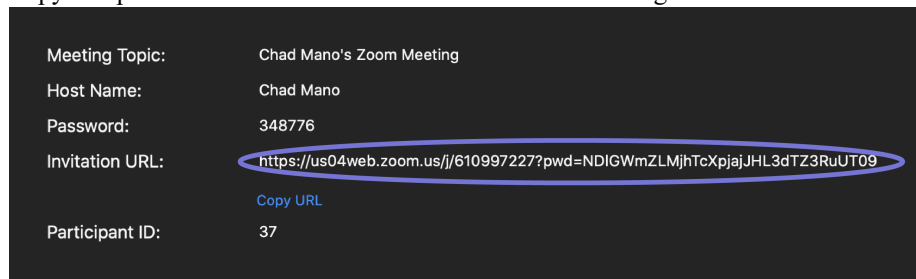 Meeting Topic: Chad Mano's Zoom Meeting
Host Name: Chad Mano
Password: 348776
Invitation URL: https://us04web.zoom.us/j/610997227?pwd=NDlGWmZLMjhTcXpjajJHL3dTZ3RuUT09
Copy URL
Participant ID: 37